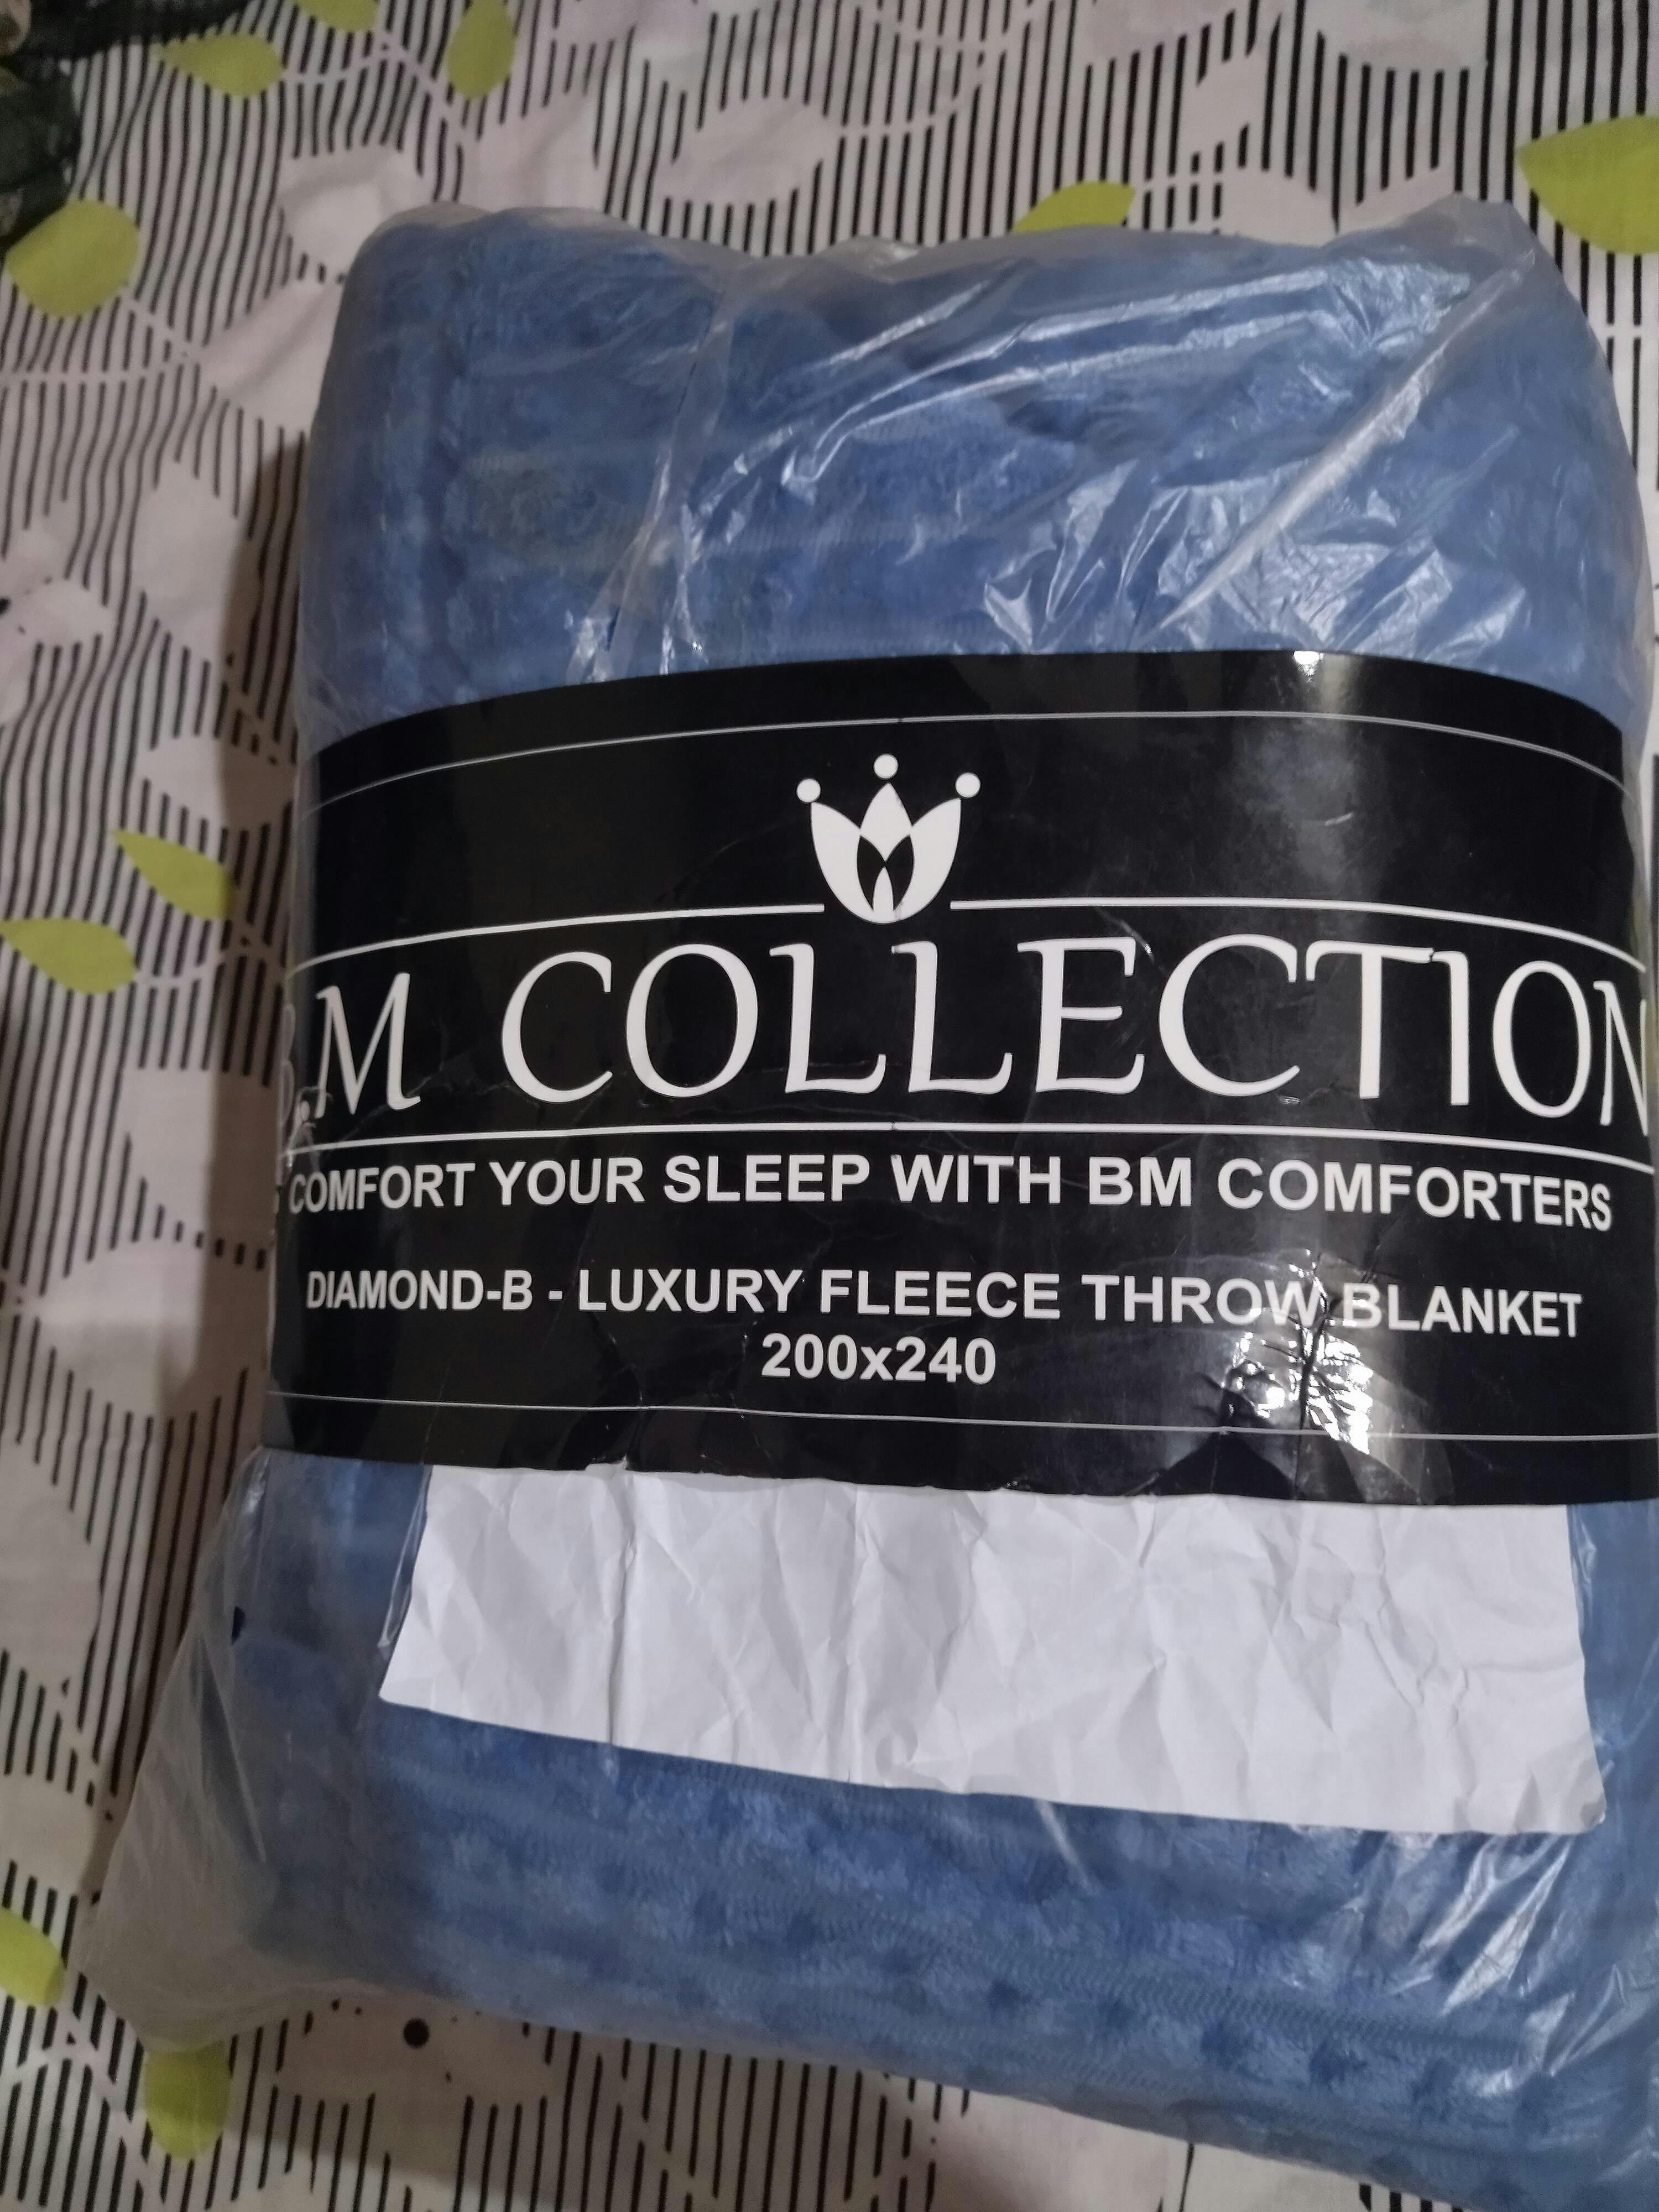 B.M COLLECTION
COMFORT YOUR SLEEP WITH BM COMFORTERS
DIAMOND-B - LUXURY FLEECE THROW BLANKET
200x240